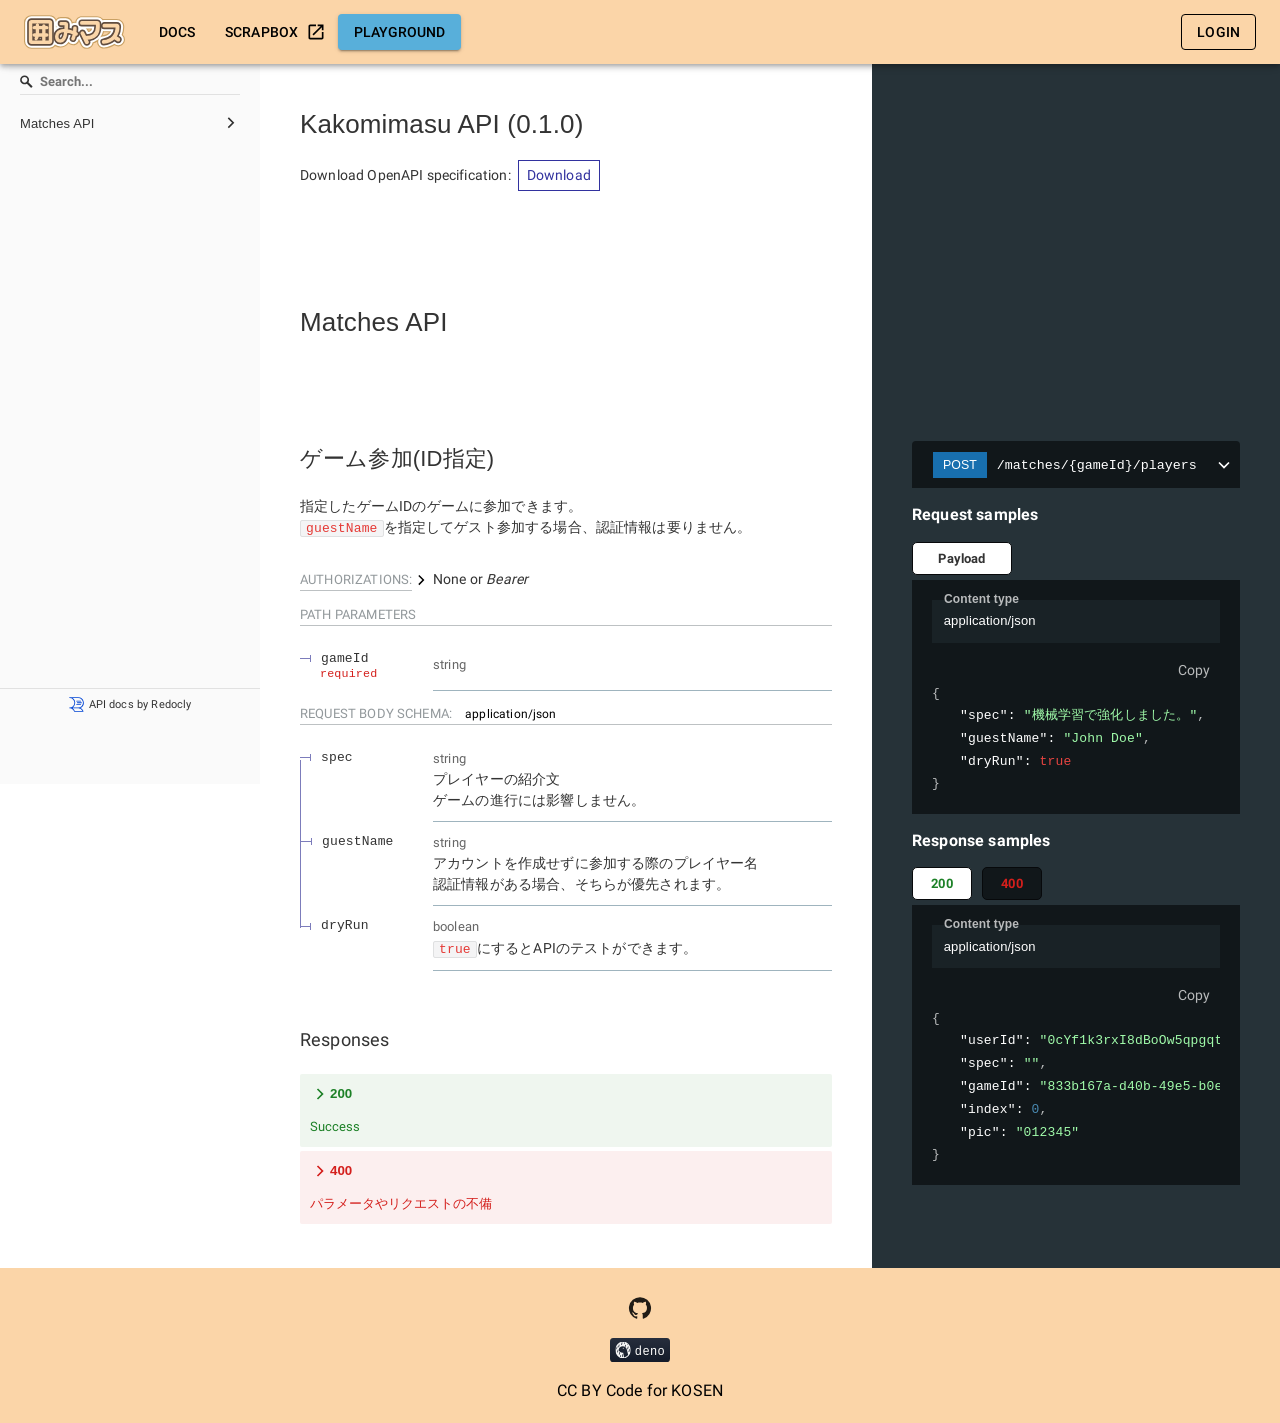 囲みマス DOCS SCRAPBOX PLAYGROUND LOGIN
Search...
Matches API
API docs by Redocly
Kakomimasu API (0.1.0)
Download OpenAPI specification: Download
Matches API
ゲーム参加(ID指定)
指定したゲームIDのゲームに参加できます。
guestNameを指定してゲスト参加する場合、認証情報は要りません。
AUTHORIZATIONS: None or Bearer
PATH PARAMETERS
gameId
required
string
REQUEST BODY SCHEMA: application/json
spec
string
プレイヤーの紹介文
ゲームの進行には影響しません。
guestName
string
アカウントを作成せずに参加する際のプレイヤー名
認証情報がある場合、そちらが優先されます。
dryRun
boolean
trueにするとAPIのテストができます。
Responses
200
Success
400
パラメータやリクエストの不備
POST /matches/{gameId}/players
Request samples
Payload
Content type
application/json
Copy
{
"spec": "機械学習で強化しました。",
"guestName": "John Doe",
"dryRun": true
}
Response samples
200 400
Content type
application/json
Copy
{
"userId": "0cYf1k3rxI8dBoOw5qpgqt
"spec": "",
"gameId": "833b167a-d40b-49e5-b0e
"index": 0,
"pic": "012345"
}
deno
CC BY Code for KOSEN